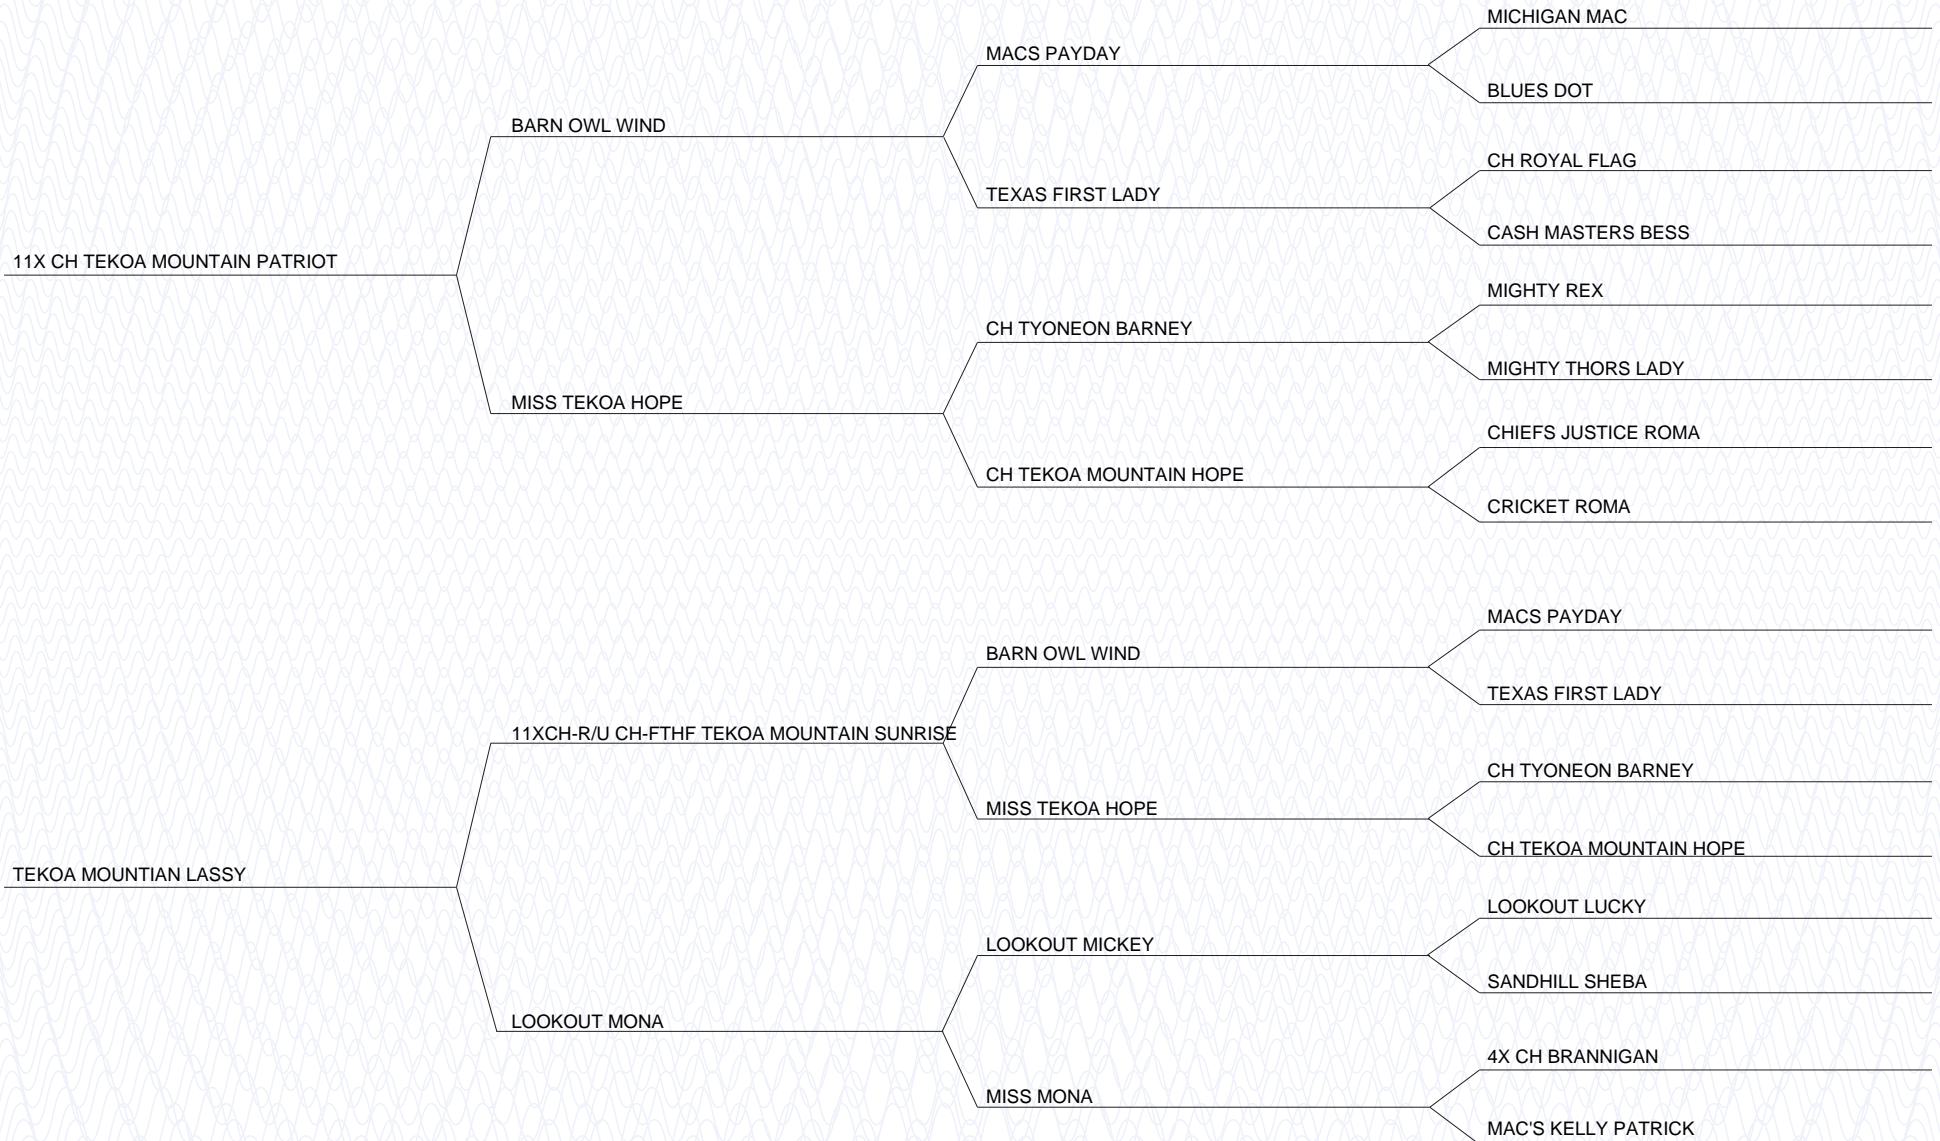 MICHIGAN MAC
MACS PAYDAY
BLUES DOT
BARN OWL WIND
CH ROYAL FLAG
TEXAS FIRST LADY
CASH MASTERS BESS
11X CH TEKOA MOUNTAIN PATRIOT
MIGHTY REX
CH TYONEON BARNEY
MIGHTY THORS LADY
MISS TEKOA HOPE
CHIEFS JUSTICE ROMA
CH TEKOA MOUNTAIN HOPE
CRICKET ROMA
MACS PAYDAY
BARN OWL WIND
TEXAS FIRST LADY
11XCH-R/U CH-FTHF TEKOA MOUNTAIN SUNRISE
CH TYONEON BARNEY
MISS TEKOA HOPE
CH TEKOA MOUNTAIN HOPE
TEKOA MOUNTIAN LASSY
LOOKOUT LUCKY
LOOKOUT MICKEY
SANDHILL SHEBA
LOOKOUT MONA
4X CH BRANNIGAN
MISS MONA
MAC'S KELLY PATRICK